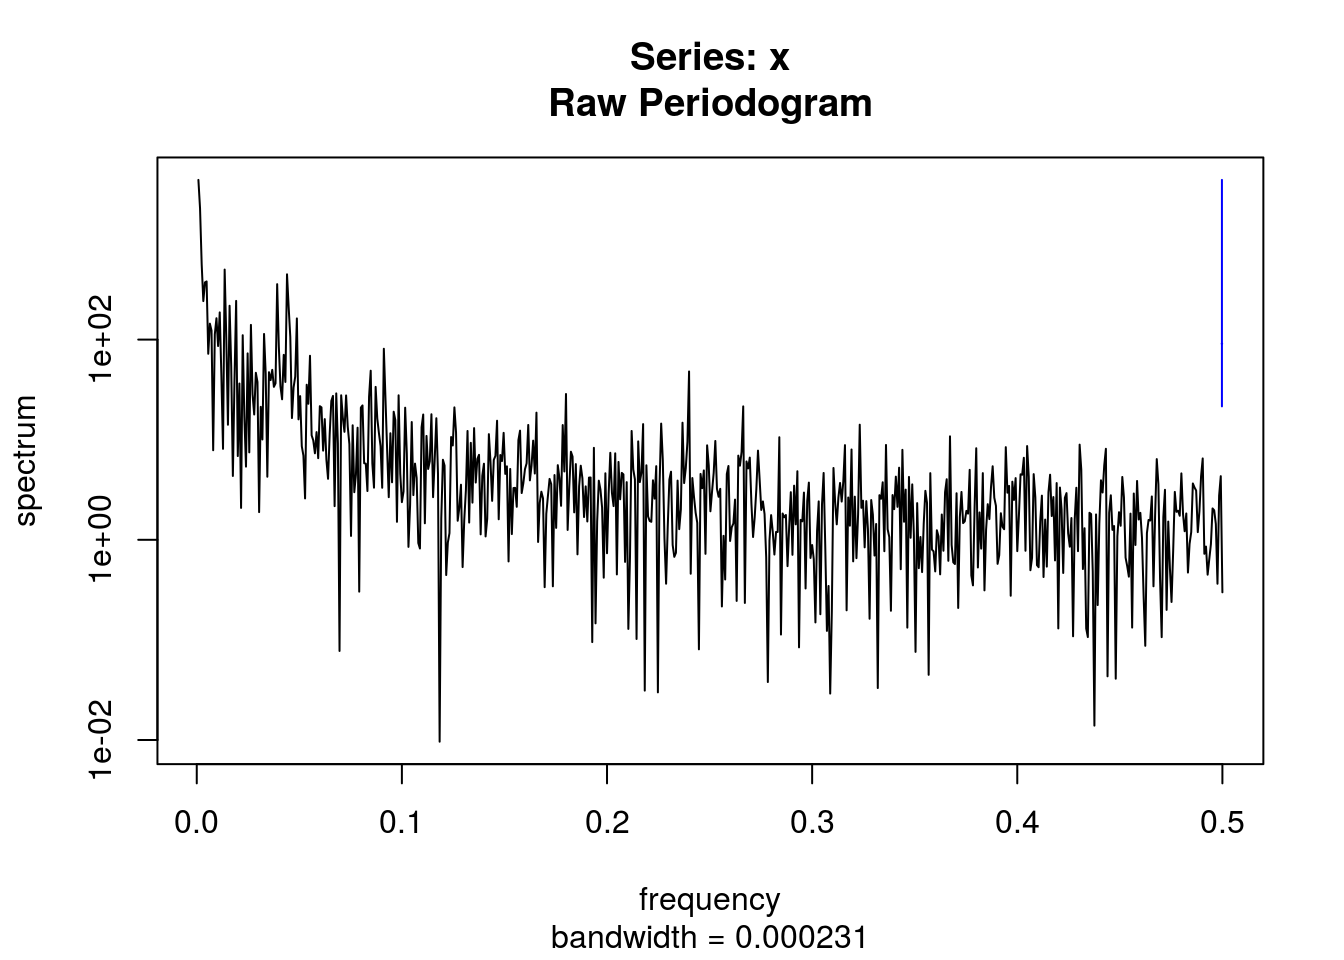 Series: x
Raw Periodogram
spectrum
1e+02
1e+00
1e-02
0.0 0.1 0.2 0.3 0.4 0.5
frequency
bandwidth = 0.000231